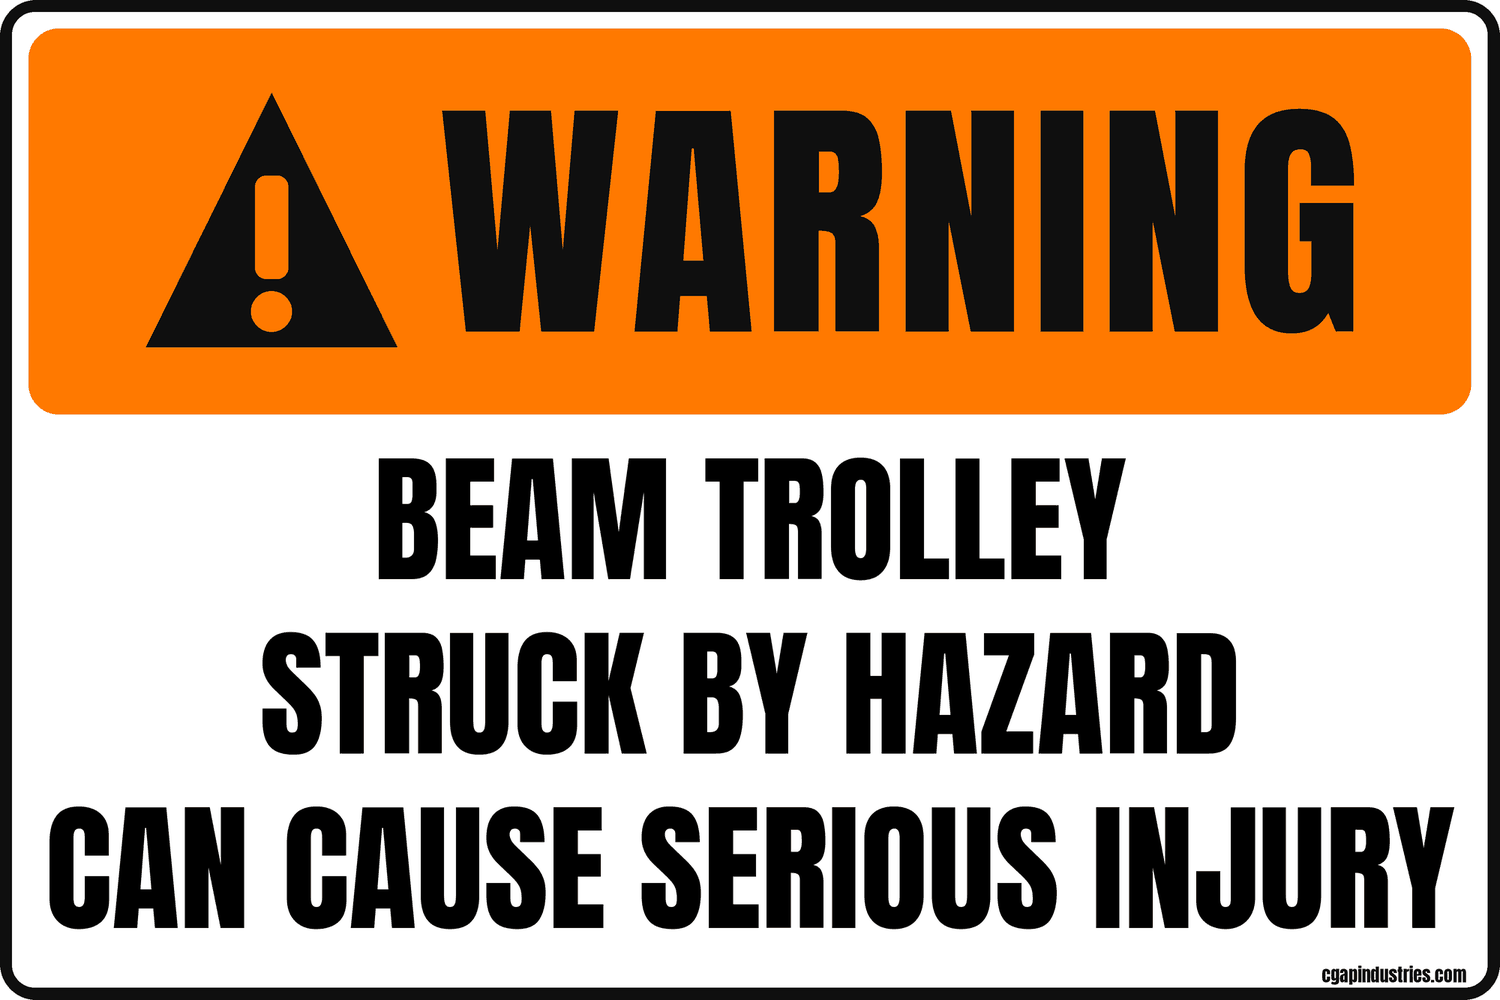 WARNING
BEAM TROLLEY
STRUCK BY HAZARD
CAN CAUSE SERIOUS INJURY
cgapindustries.com